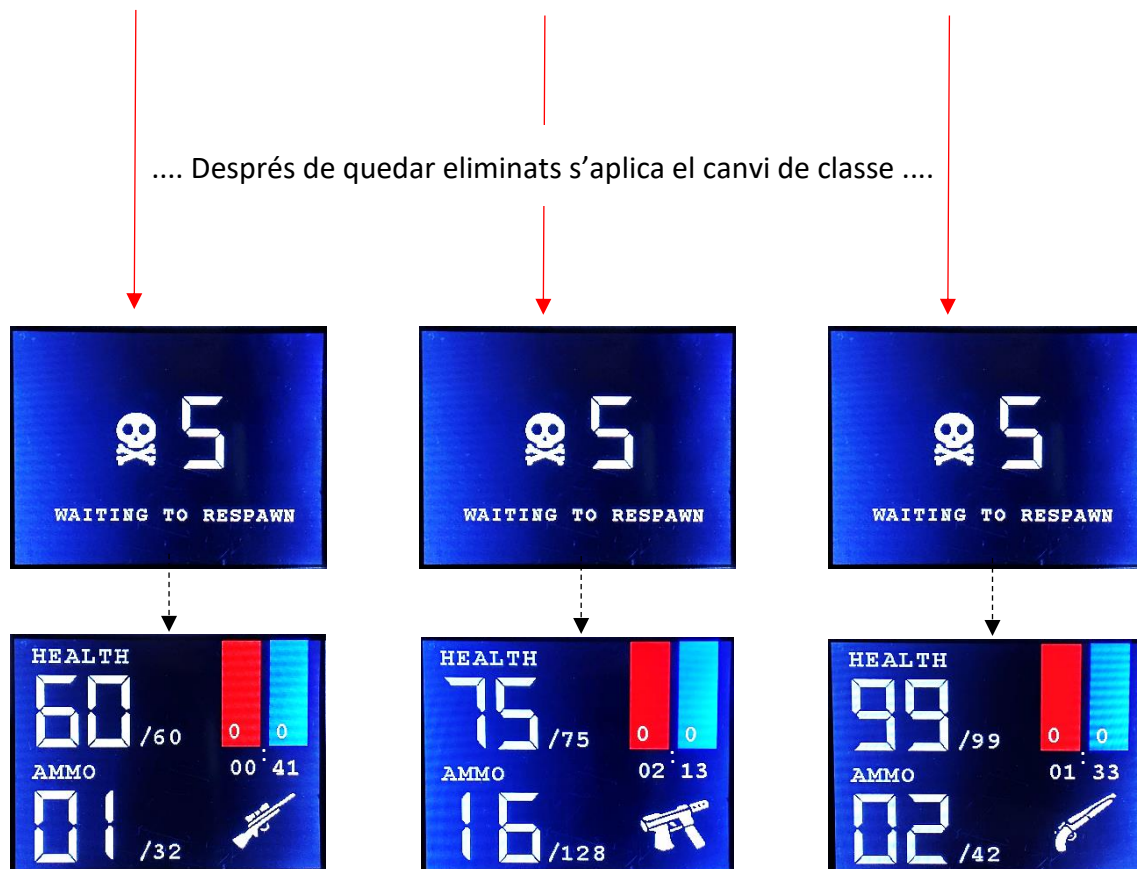 .... Després de quedar eliminats s’aplica el canvi de classe ....
5
WAITING TO RESPAWN
5
WAITING TO RESPAWN
5
WAITING TO RESPAWN
HEALTH
60/60
0 0
00:41
AMMO
01/32
HEALTH
75/75
0 0
02:13
AMMO
16/128
HEALTH
99/99
0 0
01:33
AMMO
02/42